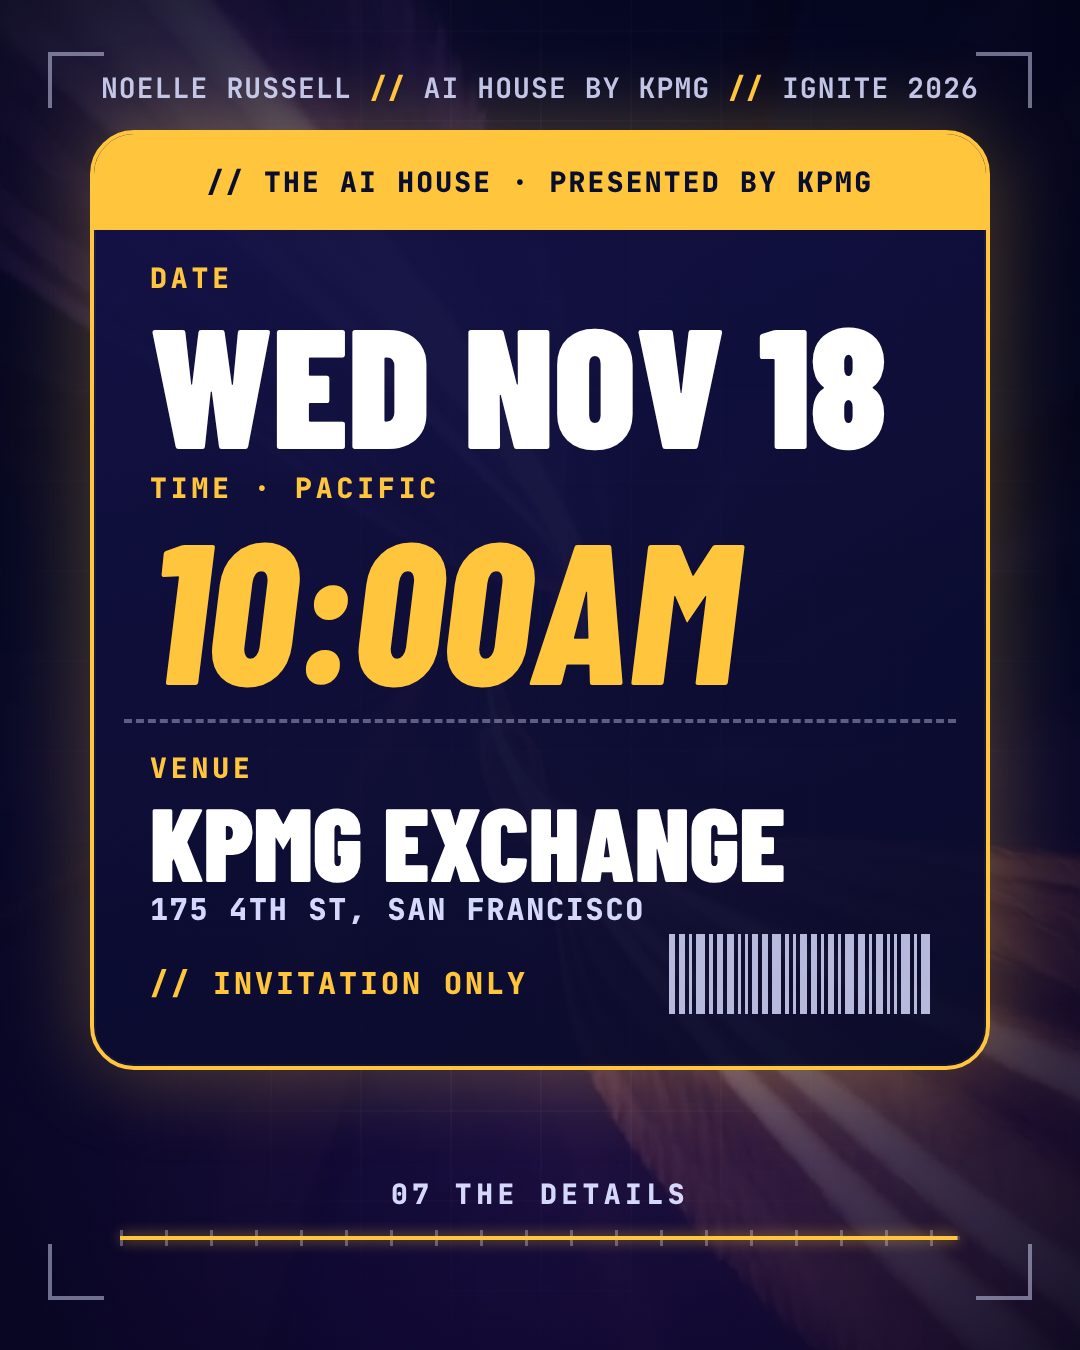 NOELLE RUSSELL // AI HOUSE BY KPMG // IGNITE 2026
// THE AI HOUSE · PRESENTED BY KPMG
DATE
WED NOV 18
TIME · PACIFIC
10:00AM
VENUE
KPMG EXCHANGE
175 4TH ST, SAN FRANCISCO
// INVITATION ONLY
07 THE DETAILS